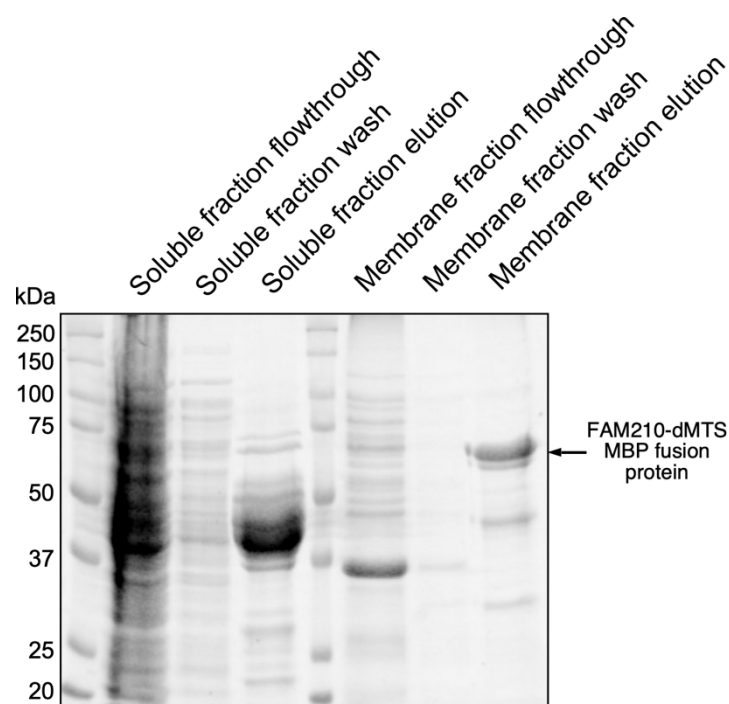 Soluble fraction flowthrough
Soluble fraction wash
Soluble fraction elution
Membrane fraction flowthrough
Membrane fraction wash
Membrane fraction elution
kDa
250
150
100
75
50
37
25
20
FAM210-dMTS
MBP fusion
protein